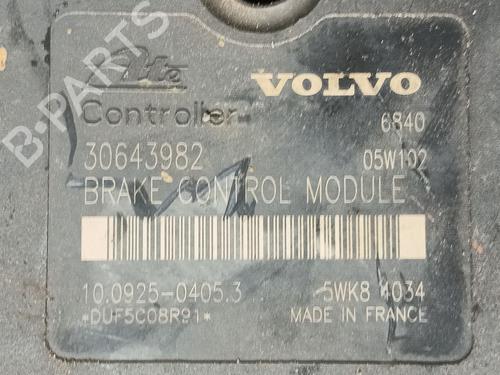 Ate
VOLVO
Controller
6840
30643982
05W102
BRAKE CONTROL MODULE
10.0925-0405.3
5WK8 4034
*DUF5C08R91*
MADE IN FRANCE
B-PARTS